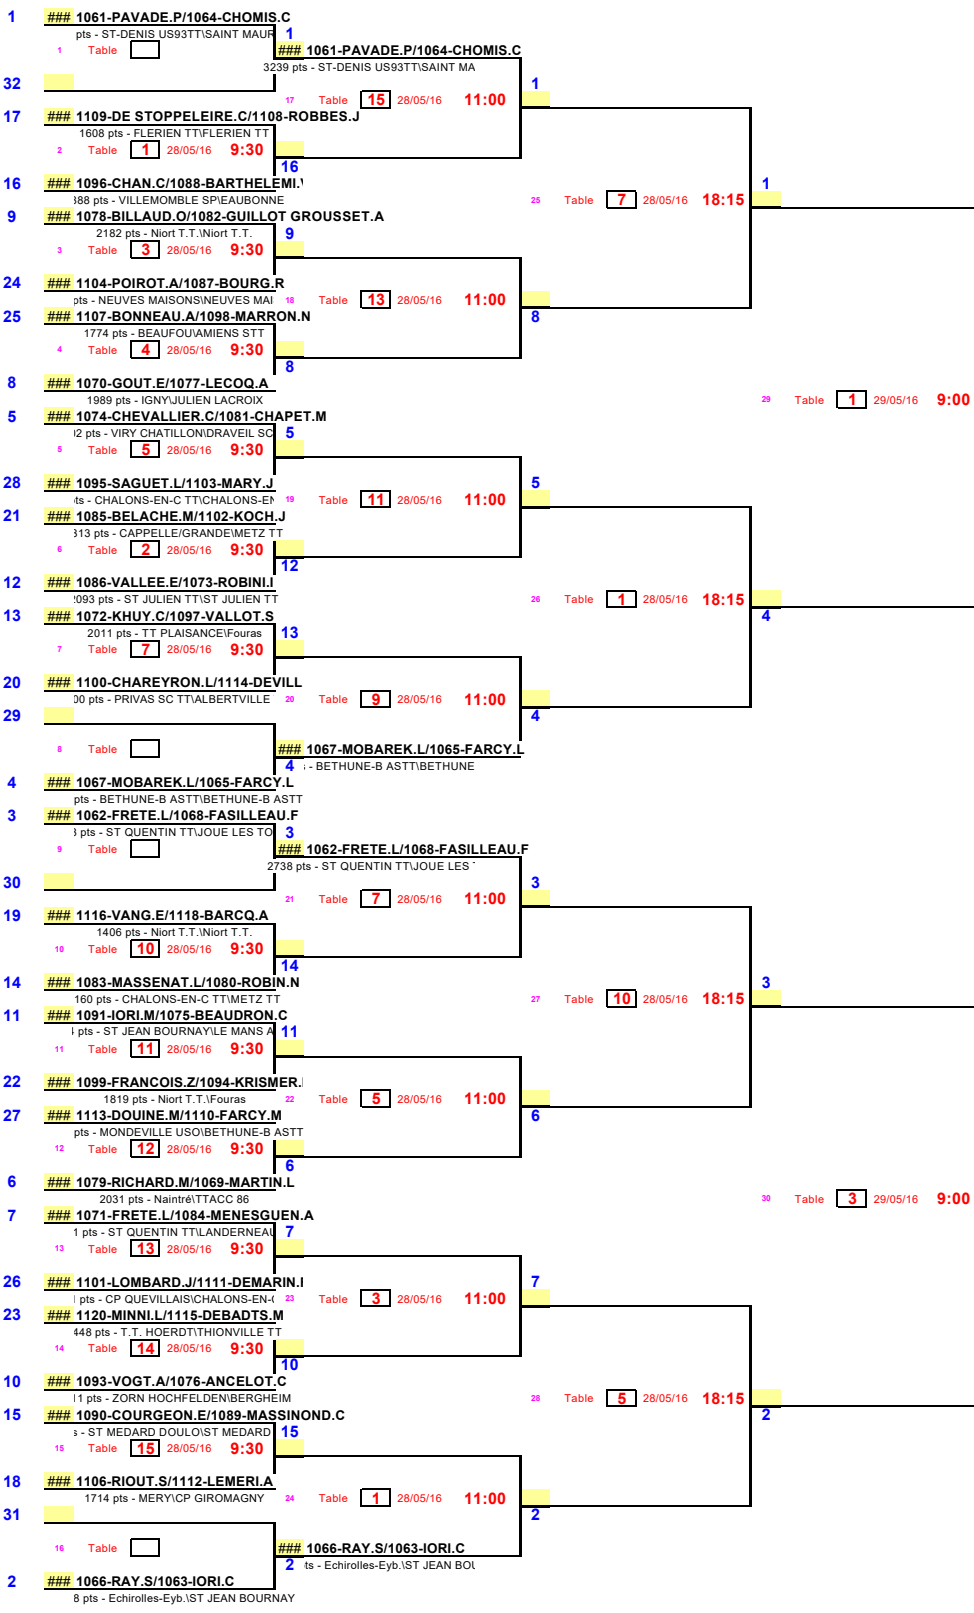 1 ### 1061-PAVADE.P/1064-CHOMIS.C
pts - ST-DENIS US93TT\SAINT MAUR 1
1 Table ### 1061-PAVADE.P/1064-CHOMIS.C
3239 pts - ST-DENIS US93TT\SAINT MA
32 1
17 Table 15 28/05/16 11:00
17 ### 1109-DE STOPPELEIRE.C/1108-ROBBES.J
1608 pts - FLERIEN TT\FLERIEN TT
2 Table 1 28/05/16 9:30
16
16 ### 1096-CHAN.C/1088-BARTHELEMI. 1
388 pts - VILLEMOMBLE SP\EAUBONNE 25 Table 7 28/05/16 18:15
9 ### 1078-BILLAUD.O/1082-GUILLOT GROUSSET.A
2182 pts - Niort T.T.\Niort T.T. 9
3 Table 3 28/05/16 9:30
24 ### 1104-POIROT.A/1087-BOURG.R
pts - NEUVES MAISONS\NEUVES MAI 18 Table 13 28/05/16 11:00
25 ### 1107-BONNEAU.A/1098-MARRON.N 8
1774 pts - BEAUFOU\AMIENS STT
4 Table 4 28/05/16 9:30
8
8 ### 1070-GOUT.E/1077-LECOQ.A
1989 pts - IGNY\JULIEN LACROIX 29 Table 1 29/05/16 9:00
5 ### 1074-CHEVALLIER.C/1081-CHAPET.M
02 pts - VIRY CHATILLON\DRAVEIL SC 5
5 Table 5 28/05/16 9:30
28 ### 1095-SAGUET.L/1103-MARY.J 5
pts - CHALONS-EN-C TT\CHALONS-EN 19 Table 11 28/05/16 11:00
21 ### 1085-BELACHE.M/1102-KOCH.J
313 pts - CAPPELLE/GRANDE\METZ TT
6 Table 2 28/05/16 9:30
12
12 ### 1086-VALLEE.E/1073-ROBINI.I
2093 pts - ST JULIEN TT\ST JULIEN TT 26 Table 1 28/05/16 18:15
13 ### 1072-KHUY.C/1097-VALLOT.S 4
2011 pts - TT PLAISANCE\Fouras 13
7 Table 7 28/05/16 9:30
20 ### 1100-CHAREYRON.L/1114-DEVILL
00 pts - PRIVAS SC TT\ALBERTVILLE 20 Table 9 28/05/16 11:00
29 4
8 Table ### 1067-MOBAREK.L/1065-FARCY.L
4 - BETHUNE-B ASTT\BETHUNE
4 ### 1067-MOBAREK.L/1065-FARCY.L
pts - BETHUNE-B ASTT\BETHUNE-B ASTT
3 ### 1062-FRETE.L/1068-FASILLEAU.F
3 pts - ST QUENTIN TT\JOUE LES TO 3
9 Table ### 1062-FRETE.L/1068-FASILLEAU.F
2738 pts - ST QUENTIN TT\JOUE LES
30 3
21 Table 7 28/05/16 11:00
19 ### 1116-VANG.E/1118-BARCQ.A
1406 pts - Niort T.T.\Niort T.T.
10 Table 10 28/05/16 9:30
14
14 ### 1083-MASSENAT.L/1080-ROBIN.N 3
160 pts - CHALONS-EN-C TT\METZ TT 27 Table 10 28/05/16 18:15
11 ### 1091-IORI.M/1075-BEAUDRON.C
pts - ST JEAN BOURNAY\LE MANS A 11
11 Table 11 28/05/16 9:30
22 ### 1099-FRANCOIS.Z/1094-KRISMER.
1819 pts - Niort T.T.\Fouras 22 Table 5 28/05/16 11:00
27 ### 1113-DOUINE.M/1110-FARCY.M 6
pts - MONDEVILLE USO\BETHUNE-B ASTT
12 Table 12 28/05/16 9:30
6
6 ### 1079-RICHARD.M/1069-MARTIN.L
2031 pts - Naintré\TTACC 86 30 Table 3 29/05/16 9:00
7 ### 1071-FRETE.L/1084-MENESGUEN.A
1 pts - ST QUENTIN TT\LANDERNEAU 7
13 Table 13 28/05/16 9:30
26 ### 1101-LOMBARD.J/1111-DEMARIN. 7
pts - CP QUEVILLAIS\CHALONS-EN- 23 Table 3 28/05/16 11:00
23 ### 1120-MINNI.L/1115-DEBADTS.M
448 pts - T.T. HOERDT\THIONVILLE TT
14 Table 14 28/05/16 9:30
10
10 ### 1093-VOGT.A/1076-ANCELOT.C
11 pts - ZORN HOCHFELDEN\BERGHEIM 28 Table 5 28/05/16 18:15
15 ### 1090-COURGEON.E/1089-MASSINOND.C 2
s - ST MEDARD DOULO\ST MEDARD 15
15 Table 15 28/05/16 9:30
18 ### 1106-RIOUT.S/1112-LEMERI.A
1714 pts - MERY\CP GIROMAGNY 24 Table 1 28/05/16 11:00
31 2
16 Table ### 1066-RAY.S/1063-IORI.C
2 ts - Echirolles-Eyb.\ST JEAN BOU
2 ### 1066-RAY.S/1063-IORI.C
8 pts - Echirolles-Eyb.\ST JEAN BOURNAY